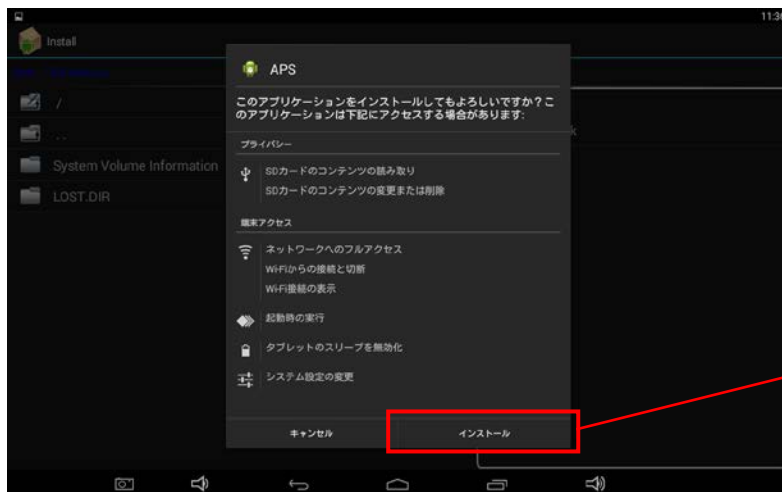 11:3
Install
APS
このアプリケーションをインストールしてもよろしいですか？こ
のアプリケーションは下記にアクセスする場合があります:
/
プライバシー
..
k
SDカードのコンテンツの読み取り
System Volume Information
SDカードのコンテンツの変更または削除
LOST.DIR
端末アクセス
ネットワークへのフルアクセス
Wi-Fiからの接続と切断
Wi-Fi接続の表示
起動時の実行
タブレットのスリープを無効化
システム設定の変更
キャンセル
インストール